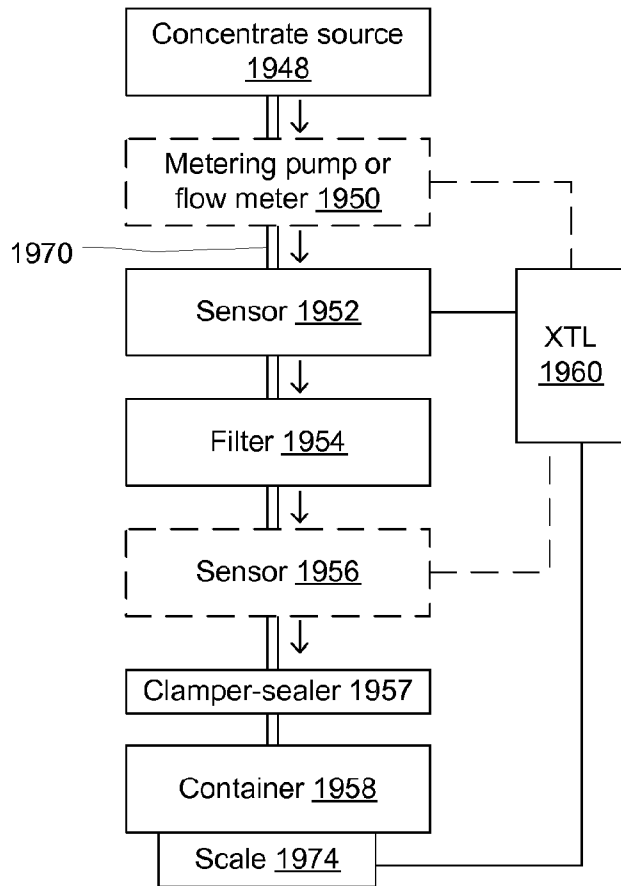 Concentrate source
1948
Metering pump or
flow meter 1950
1970
Sensor 1952
XTL
1960
Filter 1954
Sensor 1956
Clamper-sealer 1957
Container 1958
Scale 1974